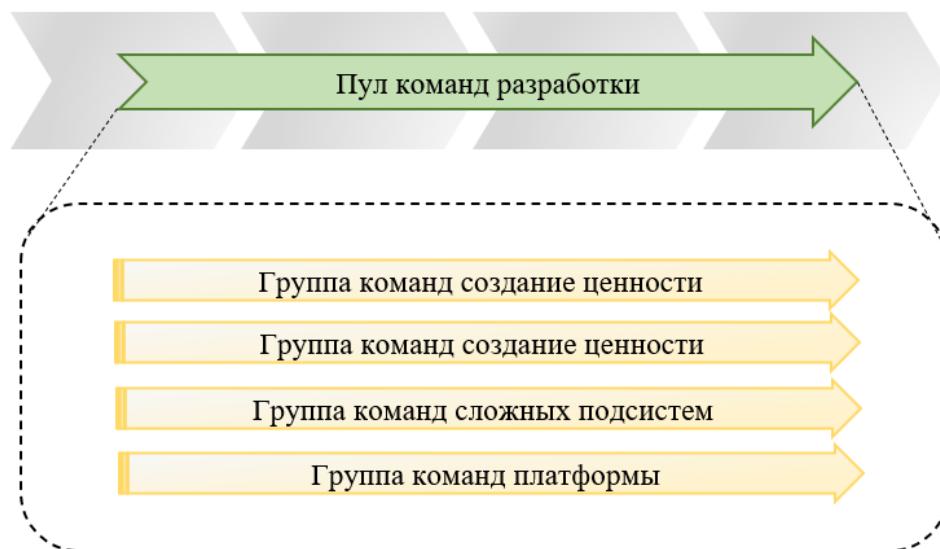 Пул команд разработки
Группа команд создание ценности
Группа команд создание ценности
Группа команд сложных подсистем
Группа команд платформы